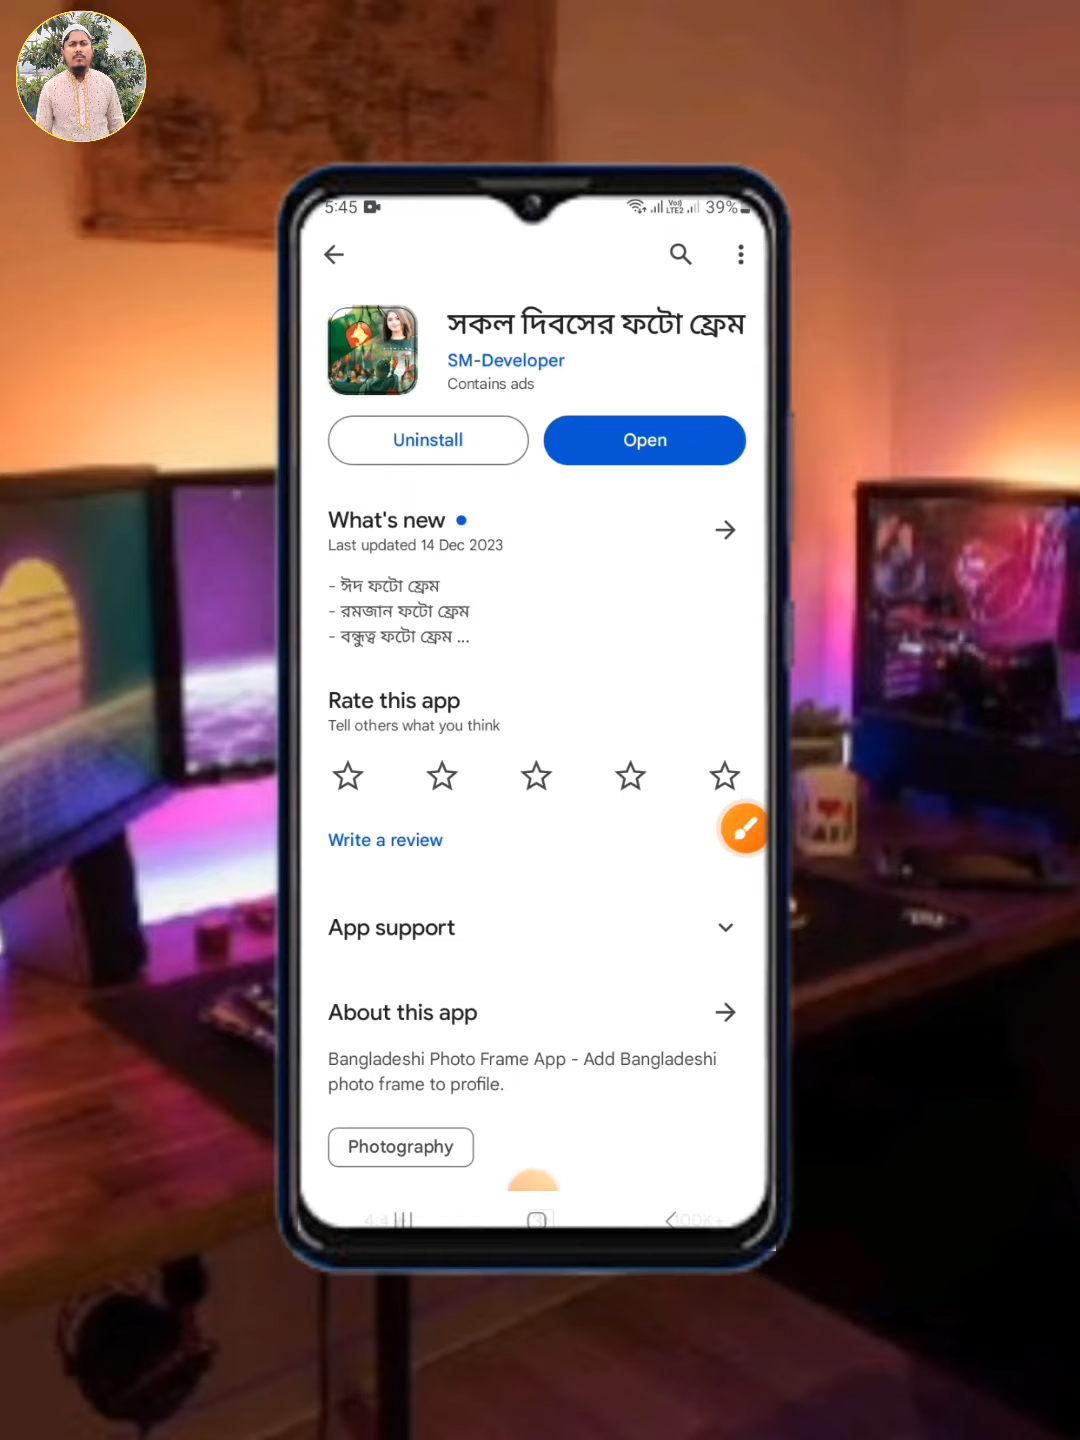 5:45
Vo)) LTE2
39%
সকল দিবসের ফটো ফ্রেম
SM-Developer
Contains ads
Uninstall
Open
What's new
Last updated 14 Dec 2023
- ঈদ ফটো ফ্রেম
- রমজান ফটো ফ্রেম
- বন্ধুত্ব ফটো ফ্রেম ...
Rate this app
Tell others what you think
Write a review
App support
About this app
Bangladeshi Photo Frame App - Add Bangladeshi
photo frame to profile.
Photography